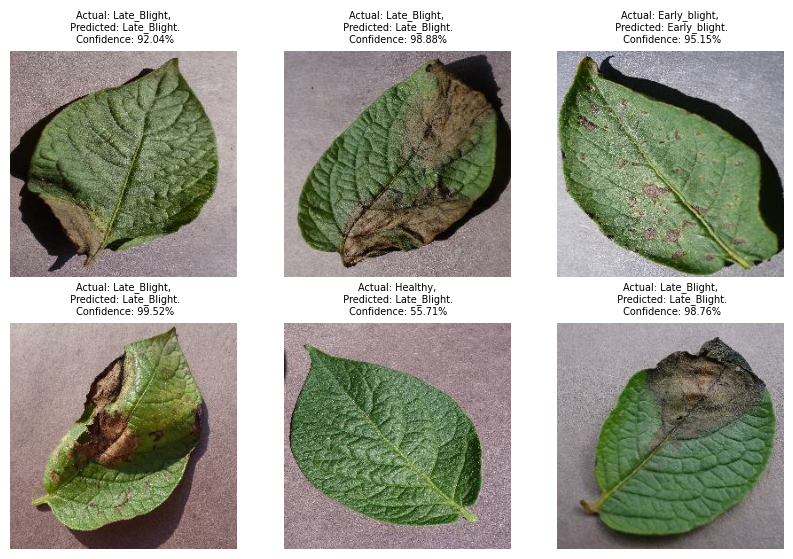 Actual: Late_Blight,
Predicted: Late_Blight.
Confidence: 92.04%
Actual: Late_Blight,
Predicted: Late_Blight.
Confidence: 98.88%
Actual: Early_blight,
Predicted: Early_blight.
Confidence: 95.15%
Actual: Late_Blight,
Predicted: Late_Blight.
Confidence: 99.52%
Actual: Healthy,
Predicted: Late_Blight.
Confidence: 55.71%
Actual: Late_Blight,
Predicted: Late_Blight.
Confidence: 98.76%